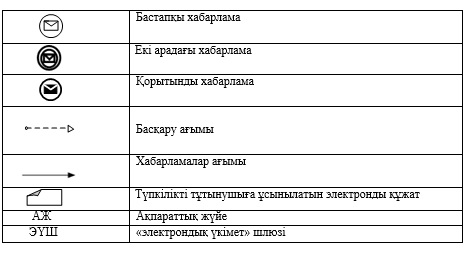 Бастапқы хабарлама
Екі арадағы хабарлама
Қорытынды хабарлама
Басқару ағымы
Хабарламалар ағымы
Түпкілікті тұтынушыға ұсынылатын электронды құжат
АЖ Ақпараттық жүйе
ЭҮШ «электрондық үкімет» шлюзі